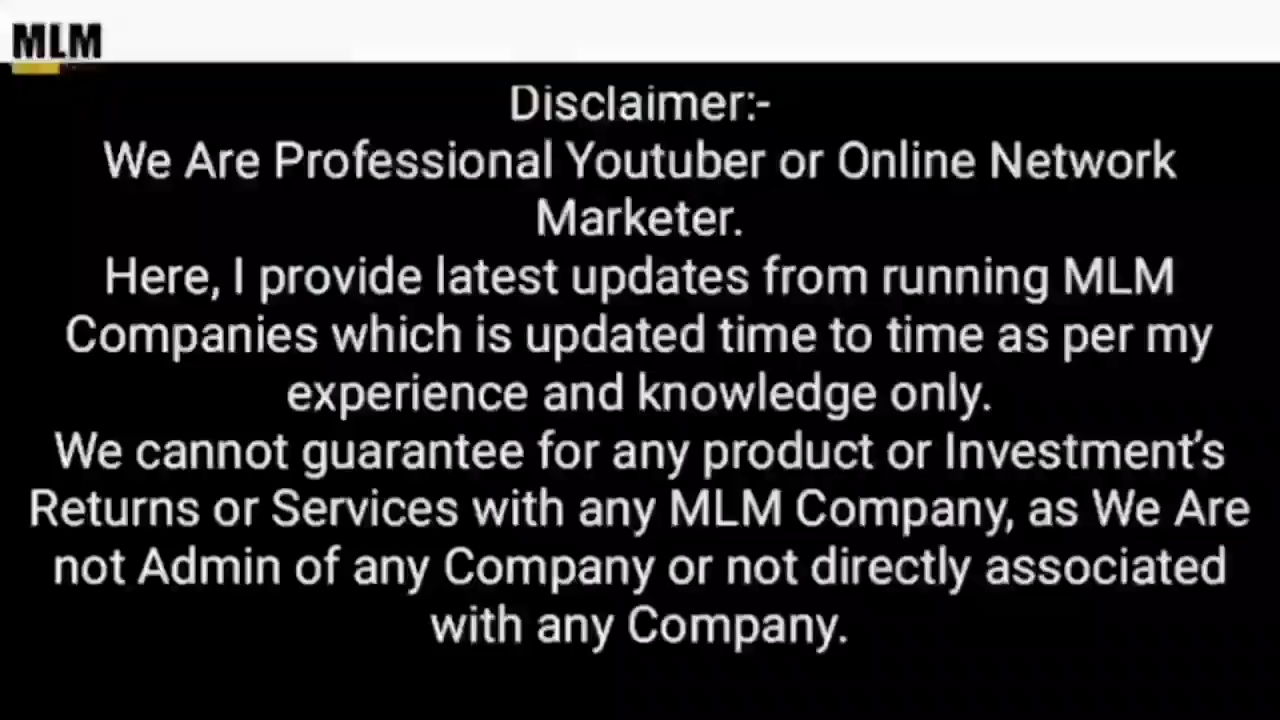 MLM
Disclaimer:-
We Are Professional Youtuber or Online Network
Marketer.
Here, I provide latest updates from running MLM
Companies which is updated time to time as per my
experience and knowledge only.
We cannot guarantee for any product or Investment’s
Returns or Services with any MLM Company, as We Are
not Admin of any Company or not directly associated
with any Company.